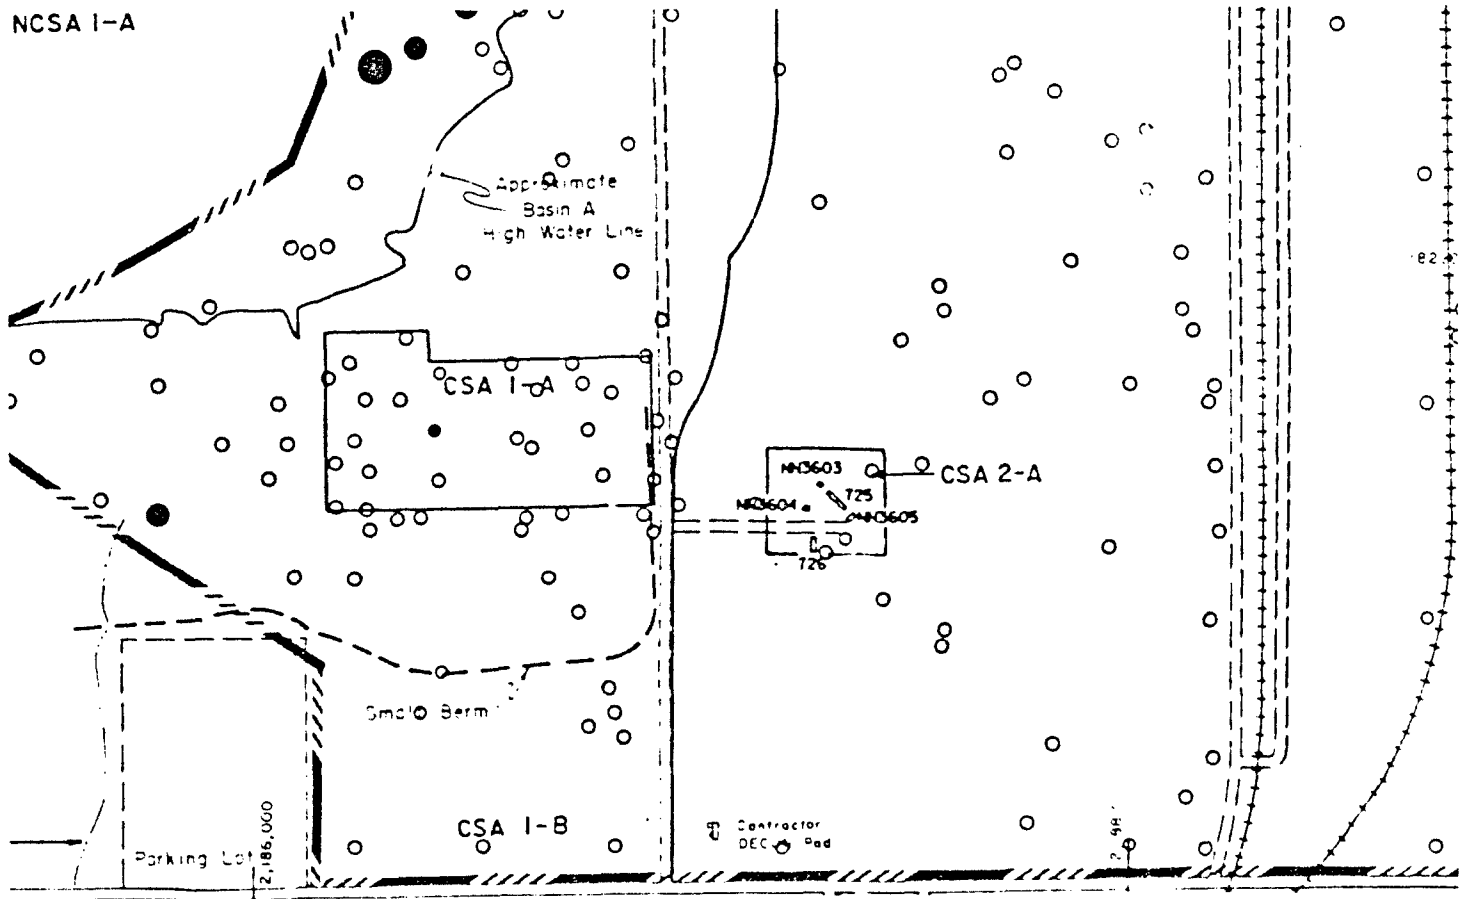 NCSA 1-A
Approximate
Basin A
High Water Line
CSA 1-A
NN3603
CSA 2-A
725
NN3604
NN3605
726
Small Berm
CSA 1-B
Contractor
Pad
Parking Lot
2,186,000